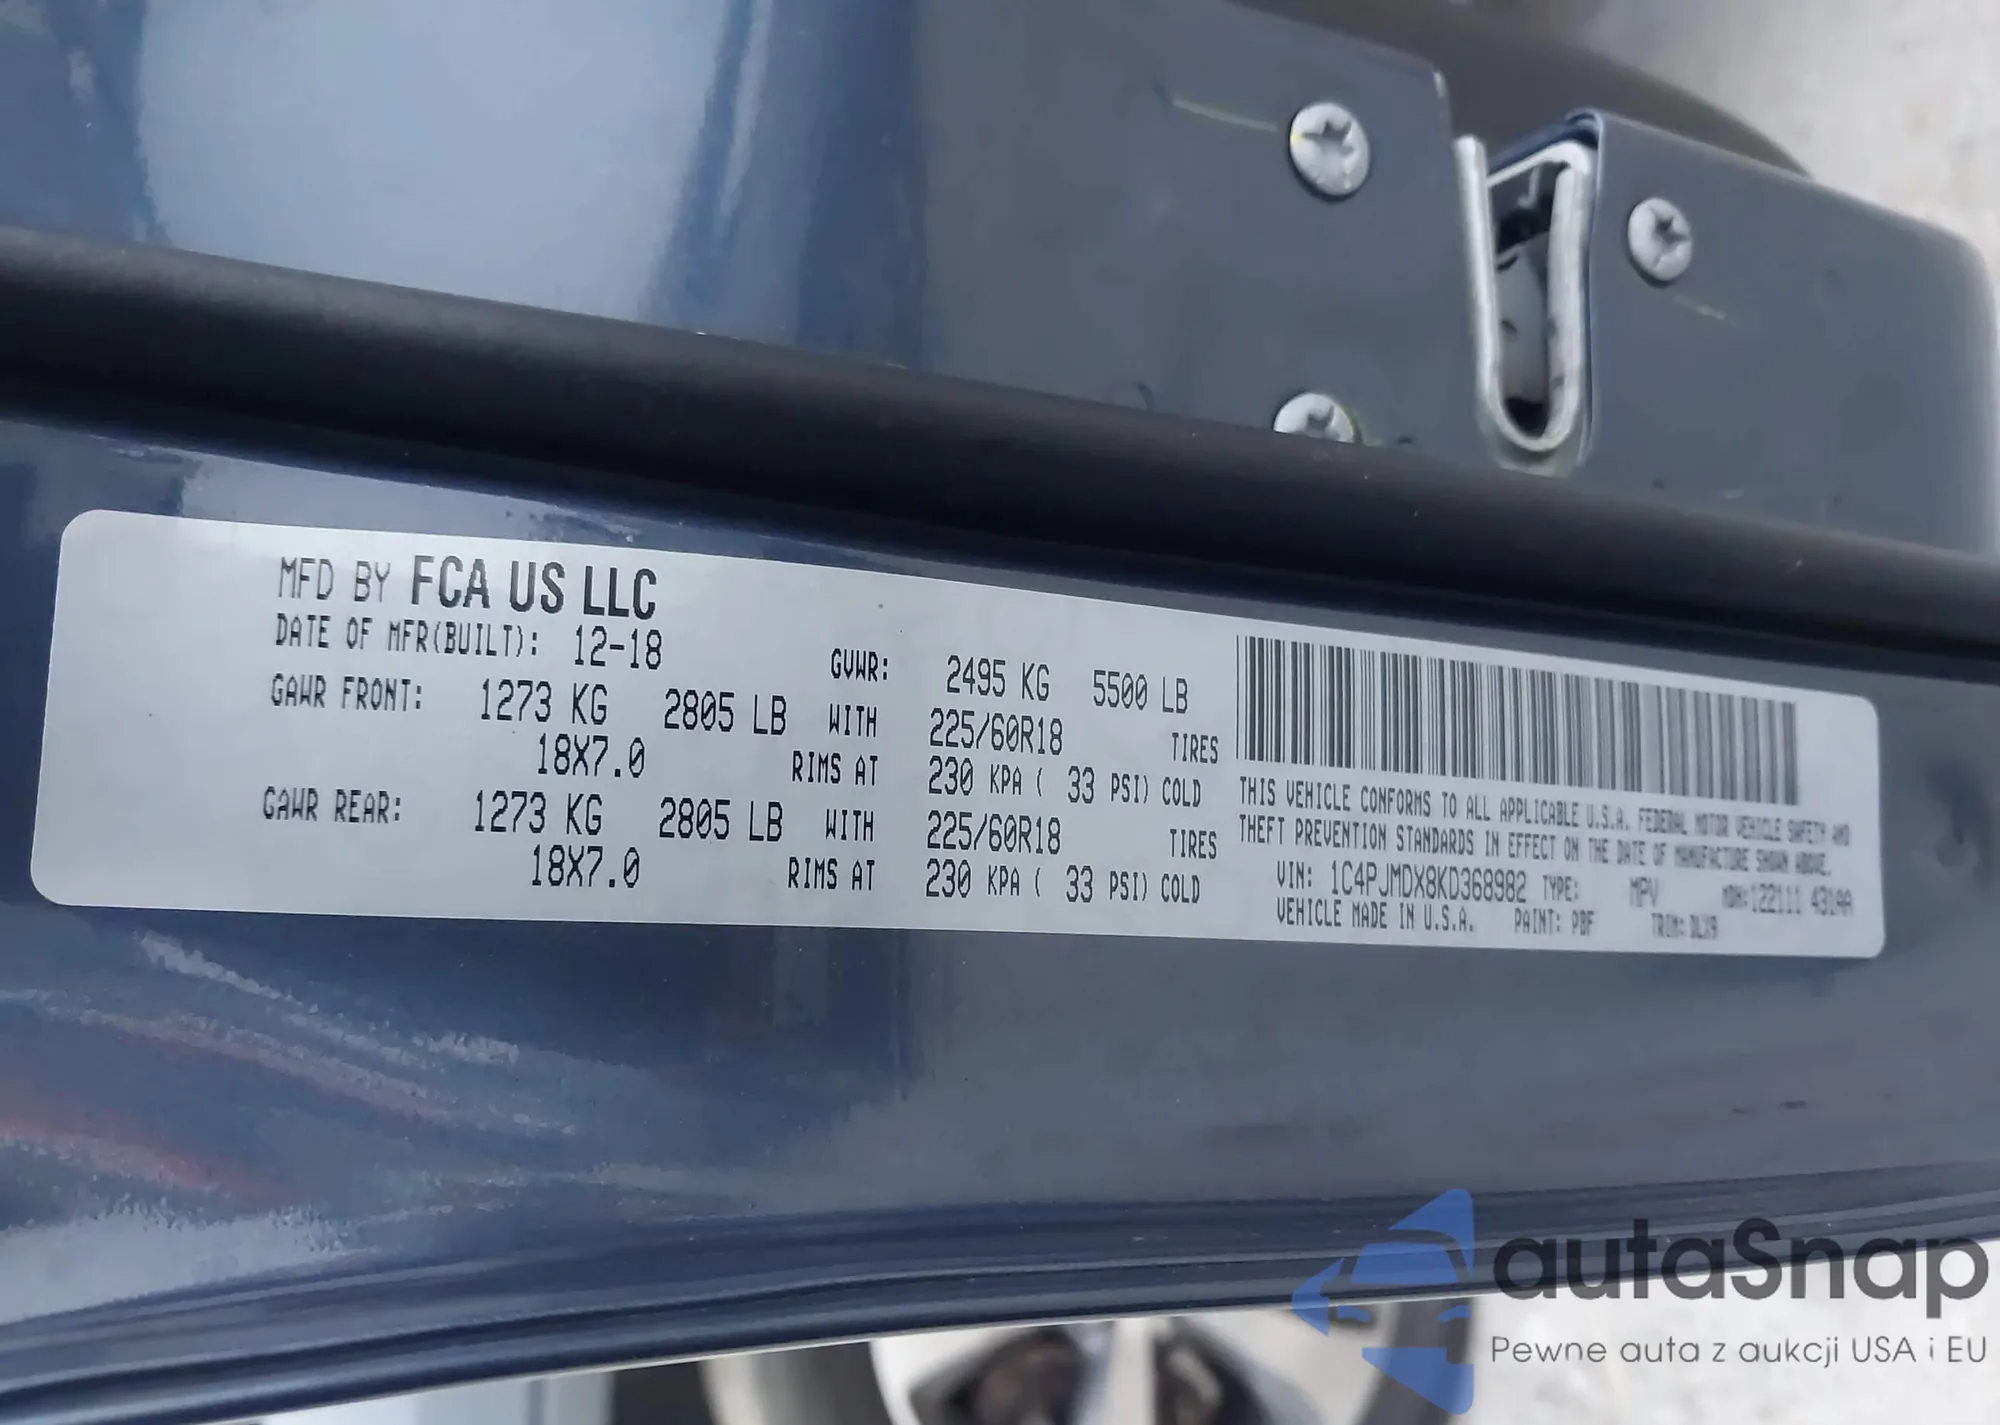 MFD BY FCA US LLC
DATE OF MFR(BUILT): 12-18 GVWR: 2495 KG 5500 LB
GAWR FRONT: 1273 KG 2805 LB WITH 225/60R18 TIRES
18X7.0 RIMS AT 230 KPA ( 33 PSI) COLD
GAWR REAR: 1273 KG 2805 LB WITH 225/60R18 TIRES
18X7.0 RIMS AT 230 KPA ( 33 PSI) COLD
THIS VEHICLE CONFORMS TO ALL APPLICABLE U.S.A. FEDERAL MOTOR VEHICLE SAFETY AND
THEFT PREVENTION STANDARDS IN EFFECT ON THE DATE OF MANUFACTURE SHOWN ABOVE.
VIN: 1C4PJMDX8KD368982 TYPE: MPV MDH:122111 431AA
VEHICLE MADE IN U.S.A. PAINT: PBF TRIM:
autaSnap
Pewne auta z aukcji USA i EU